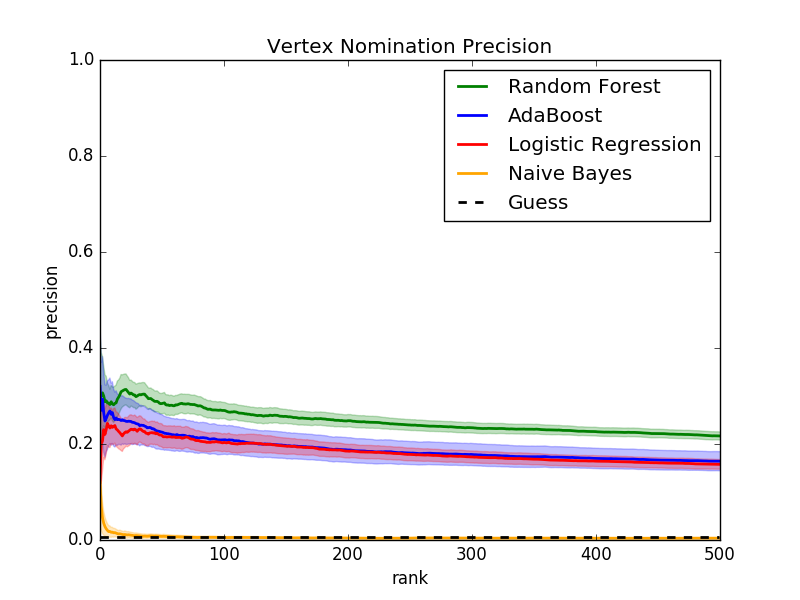 Vertex Nomination Precision
1.0
0.8
0.6
0.4
0.2
0.0
precision
Random Forest
AdaBoost
Logistic Regression
Naive Bayes
Guess
0 100 200 300 400 500
rank